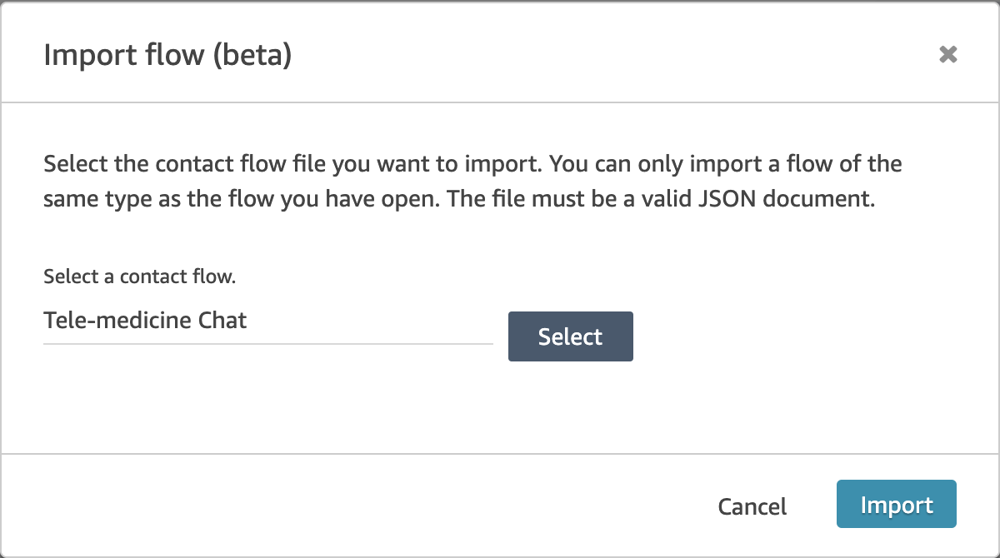 Import flow (beta)
Select the contact flow file you want to import. You can only import a flow of the
same type as the flow you have open. The file must be a valid JSON document.
Select a contact flow.
Tele-medicine Chat
Select
Cancel
Import